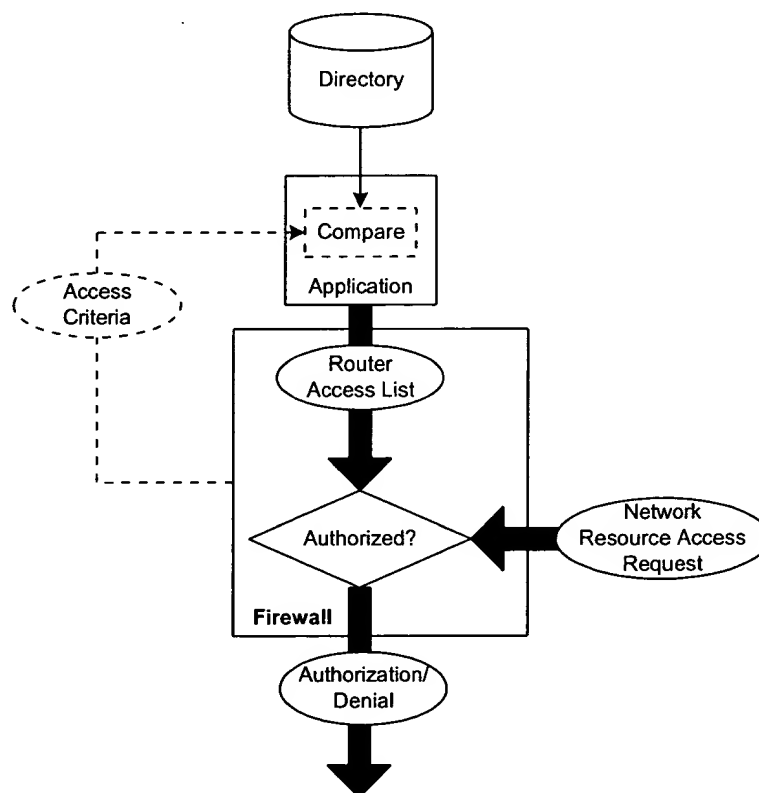 Directory
Compare
Application
Access
Criteria
Router
Access List
Authorized?
Network
Resource Access
Request
Firewall
Authorization/
Denial